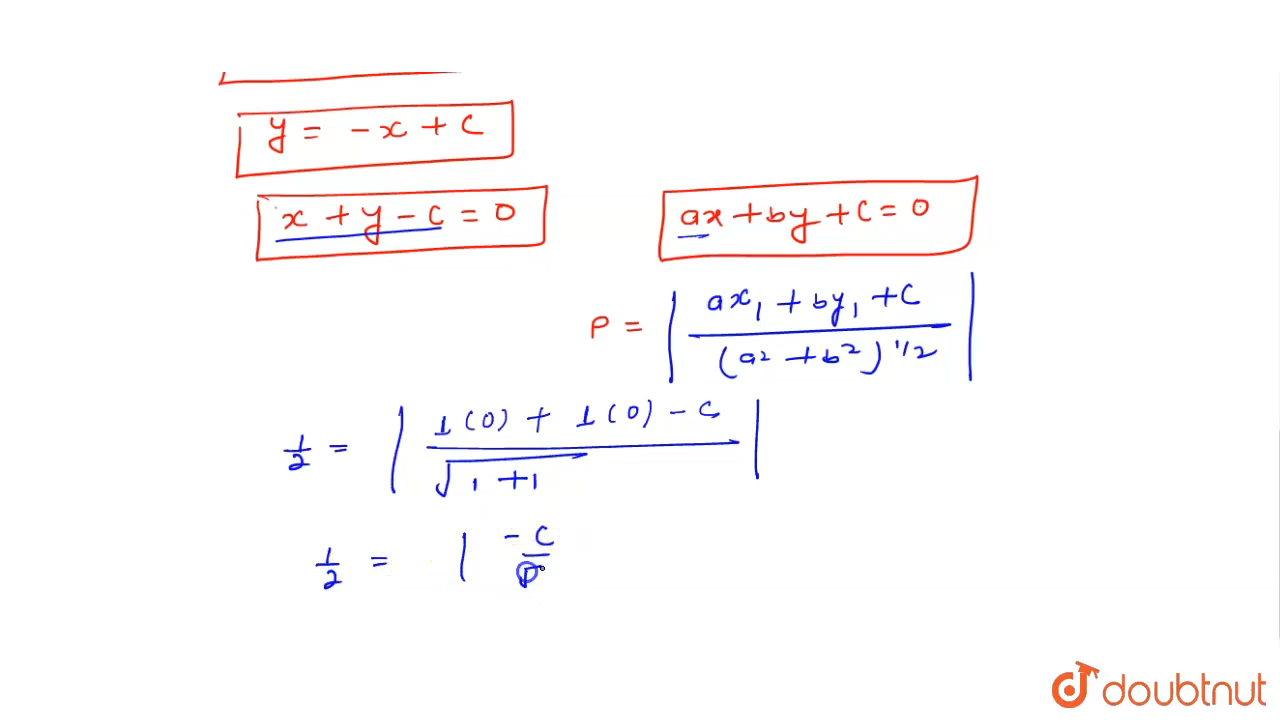 y = -x + c
x + y - c = 0
ax + by + c = 0
P = | ax₁ + by₁ + c / (a² + b²)^1/2 |
1/2 = | 1(0) + 1(0) - c / √1+1 |
1/2 = | -c / √
doubtnut